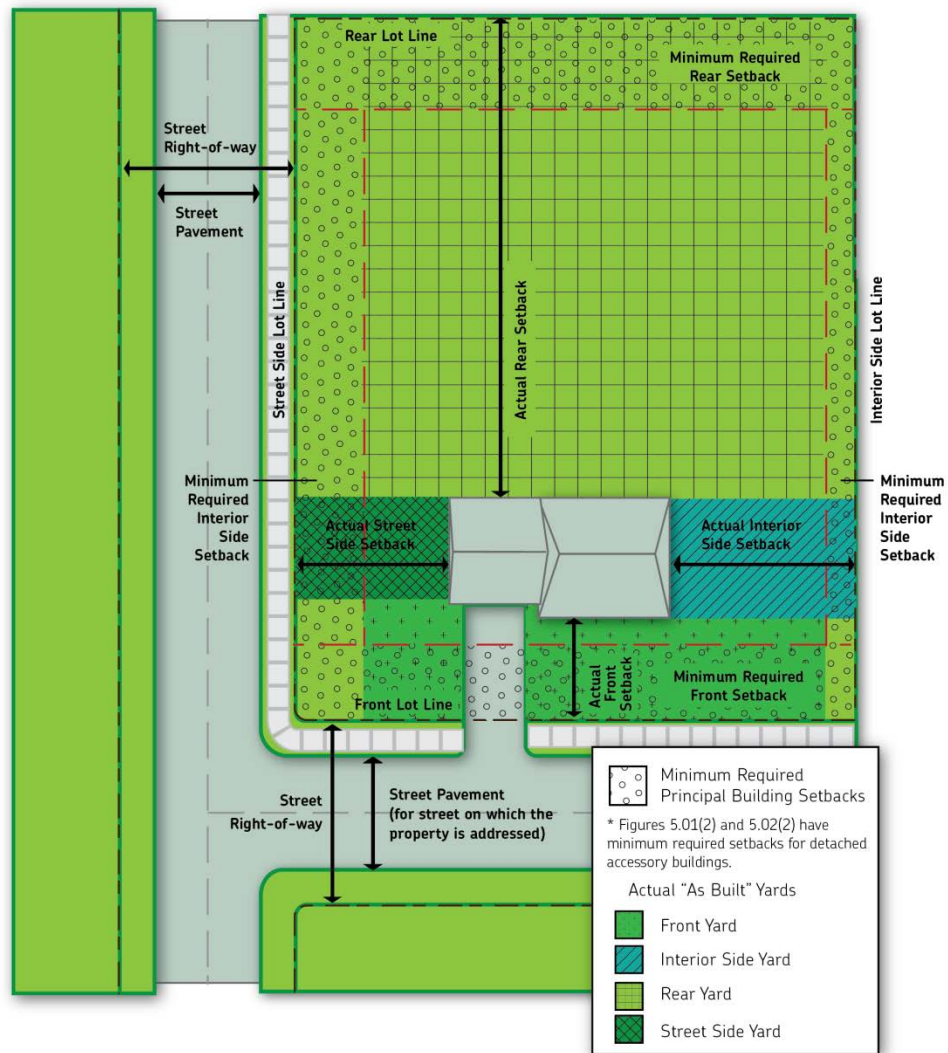 Rear Lot Line
Minimum Required
Rear Setback
Street
Right-of-way
Street
Pavement
Street Side Lot Line
Actual Rear Setback
Interior Side Lot Line
Minimum
Required
Interior
Side
Setback
Actual Street
Side Setback
Actual Interior
Side Setback
Minimum
Required
Interior
Side
Setback
Actual
Front
Setback
Minimum Required
Front Setback
Front Lot Line
Street
Right-of-way
Street Pavement
(for street on which the
property is addressed)
Minimum Required
Principal Building Setbacks
* Figures 5.01(2) and 5.02(2) have
minimum required setbacks for detached
accessory buildings.
Actual "As Built" Yards
Front Yard
Interior Side Yard
Rear Yard
Street Side Yard